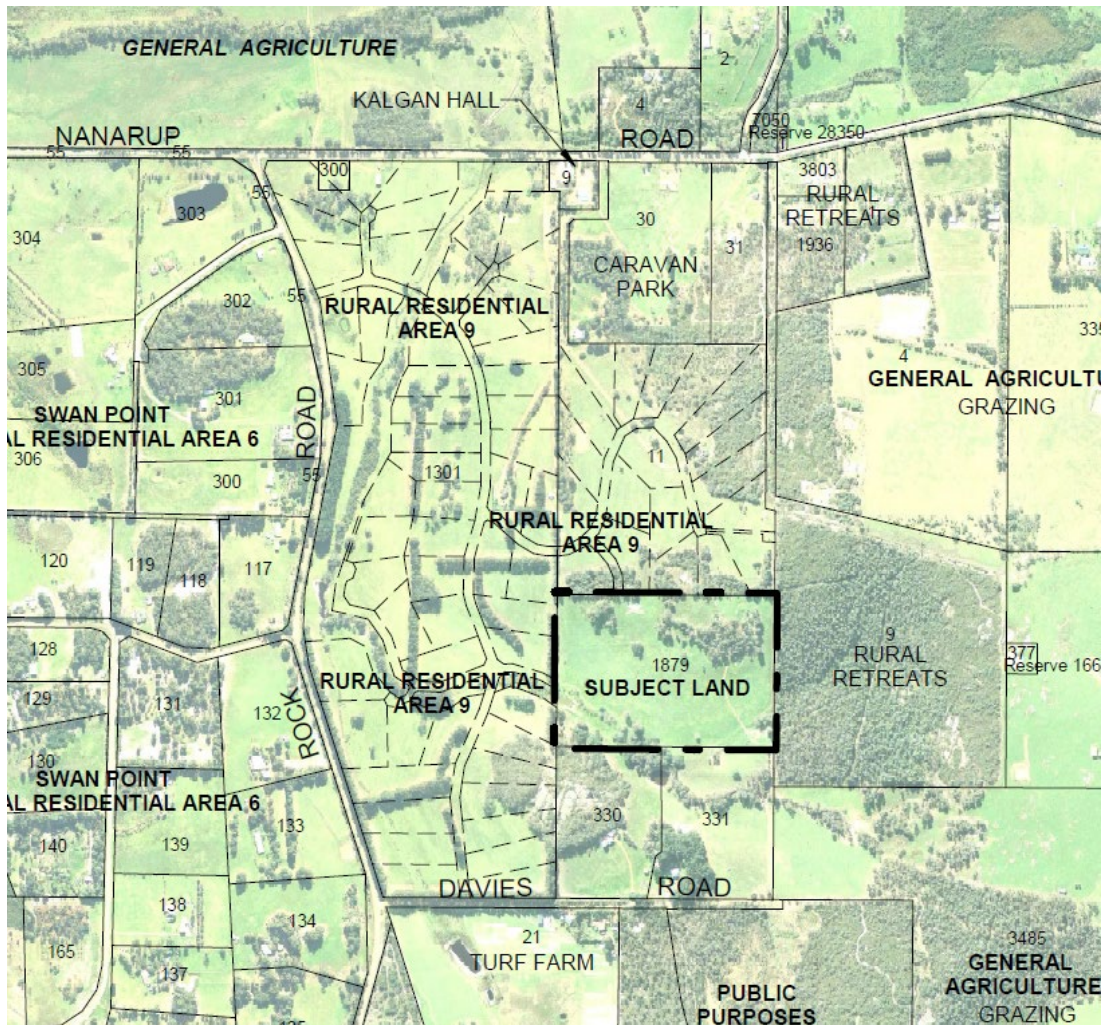 GENERAL AGRICULTURE
2
KALGAN HALL
4
7050
NANARUP
ROAD
Reserve 28350
55
55
300
9
3803
55
303
30
RURAL
RETREATS
1
304
31
1936
CARAVAN
PARK
302
55
RURAL RESIDENTIAL
AREA 9
335
305
4
GENERAL AGRICULTU
GRAZING
301
SWAN POINT
AL RESIDENTIAL AREA 6
ROAD
306
300
55
1301
11
RURAL RESIDENTIAL
AREA 9
120
119
118
117
128
9
RURAL
RETREATS
377
Reserve 166
1879
SUBJECT LAND
RURAL RESIDENTIAL
AREA 9
129
131
132
ROCK
130
SWAN POINT
AL RESIDENTIAL AREA 6
133
330
331
140
139
DAVIES
ROAD
138
134
165
137
21
TURF FARM
3485
GENERAL
AGRICULTURE
GRAZING
PUBLIC
PURPOSES